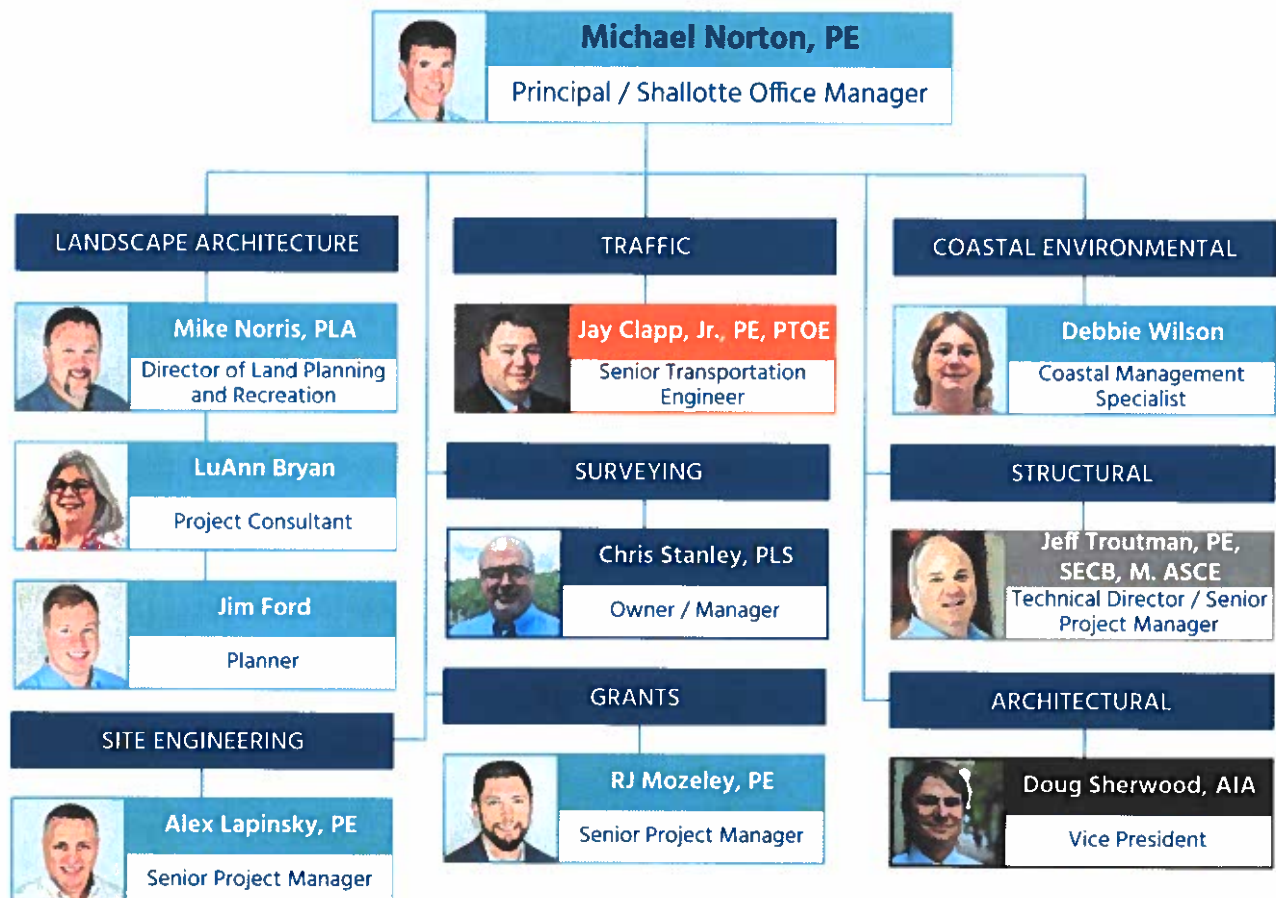 Michael Norton, PE
Principal / Shallotte Office Manager
LANDSCAPE ARCHITECTURE
Mike Norris, PLA
Director of Land Planning
and Recreation
LuAnn Bryan
Project Consultant
Jim Ford
Planner
SITE ENGINEERING
Alex Lapinsky, PE
Senior Project Manager
TRAFFIC
Jay Clapp, Jr., PE, PTOE
Senior Transportation
Engineer
SURVEYING
Chris Stanley, PLS
Owner / Manager
GRANTS
RJ Mozeley, PE
Senior Project Manager
COASTAL ENVIRONMENTAL
Debbie Wilson
Coastal Management
Specialist
STRUCTURAL
Jeff Troutman, PE,
SECB, M. ASCE
Technical Director / Senior
Project Manager
ARCHITECTURAL
Doug Sherwood, AIA
Vice President